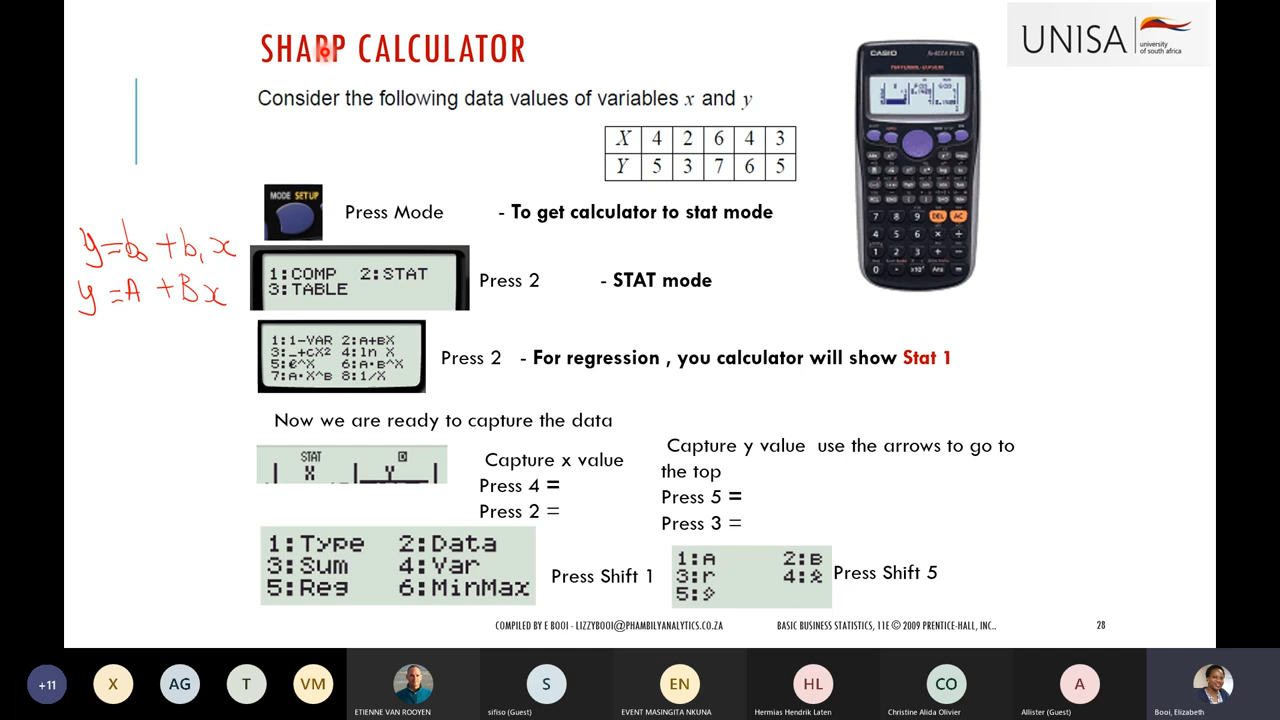 SHARP CALCULATOR
UNISA university of south africa
Consider the following data values of variables x and y
X 4 2 6 4 3
Y 5 3 7 6 5
CASIO
MODE SETUP
Press Mode - To get calculator to stat mode
y = b0 + b1 x
y = A + Bx
1:COMP 2:STAT
3:TABLE
Press 2 - STAT mode
1:1-VAR 2:A+BX
3:_+CX² 4:ln X
5:e^X 6:A•B^X
7:A•X^B 8:1/X
Press 2 - For regression , you calculator will show Stat 1
Now we are ready to capture the data
STAT D
X Y
Capture x value
Press 4 =
Press 2 =
Capture y value use the arrows to go to
the top
Press 5 =
Press 3 =
1:Type 2:Data
3:Sum 4:Var
5:Reg 6:MinMax
Press Shift 1
1:A 2:B
3:r 4:x̂
5:ŷ
Press Shift 5
COMPILED BY E BOOI - LIZZYBOOI@PHAMBILYANALYTICS.CO.ZA
BASIC BUSINESS STATISTICS, 11E © 2009 PRENTICE-HALL, INC..
28
+11 X AG T VM S EN HL CO A
ETIENNE VAN ROOYEN
sifiso (Guest)
EVENT MASINGITA NKUNA
Hermias Hendrik Laten
Christine Alida Olivier
Allister (Guest)
Booi, Elizabeth